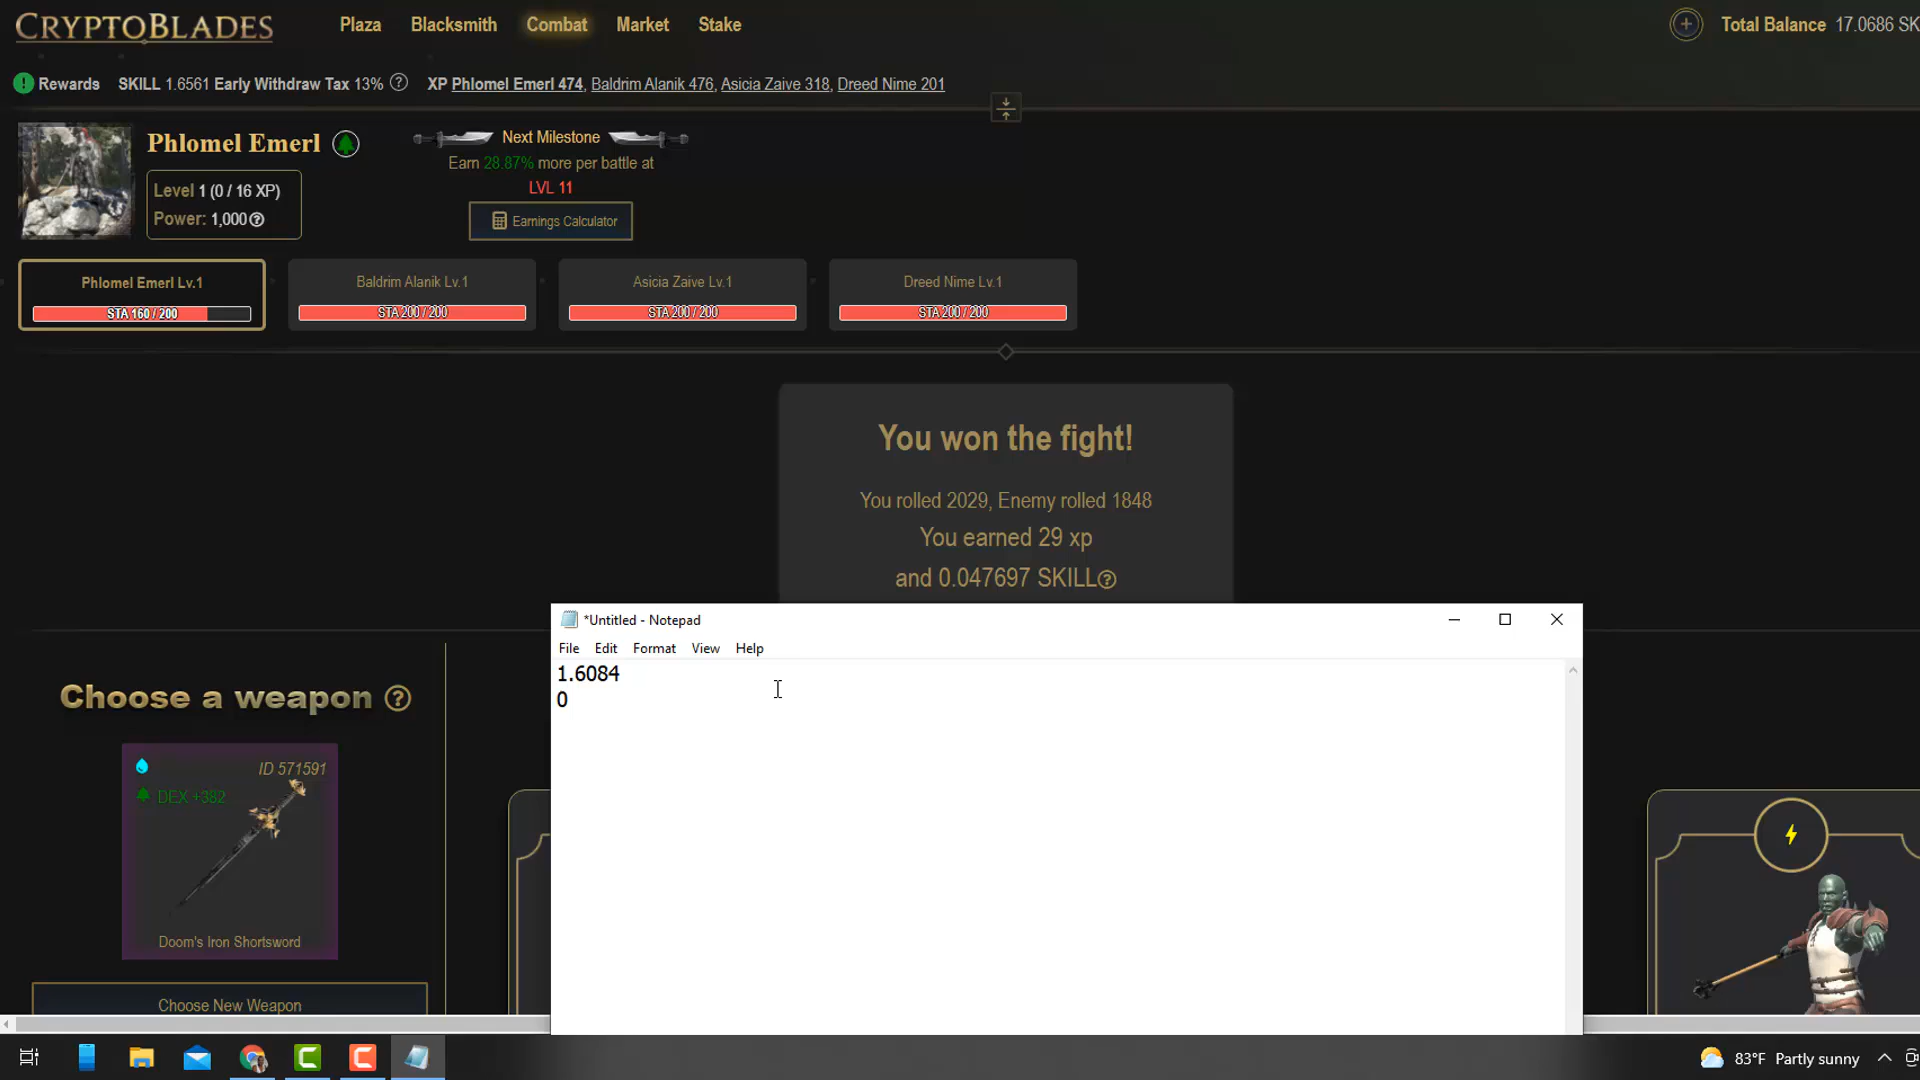 CRYPTOBLADES
Plaza
Blacksmith
Combat
Market
Stake
Total Balance 17.0686 SK
Rewards SKILL 1.6561 Early Withdraw Tax 13% ? XP Phlomel Emerl 474, Baldrim Alanik 476, Asicia Zaive 318, Dreed Nime 201
Phlomel Emerl
Level 1 (0 / 16 XP)
Power: 1,000 ?
Next Milestone
Earn 28.87% more per battle at
LVL 11
Earnings Calculator
Phlomel Emerl Lv.1
STA 160 / 200
Baldrim Alanik Lv.1
STA 200 / 200
Asicia Zaive Lv.1
STA 200 / 200
Dreed Nime Lv.1
STA 200 / 200
You won the fight!
You rolled 2029, Enemy rolled 1848
You earned 29 xp
and 0.047697 SKILL ?
*Untitled - Notepad
File Edit Format View Help
1.6084
0
Choose a weapon ?
ID 571591
DEX +382
Doom's Iron Shortsword
Choose New Weapon
83°F Partly sunny